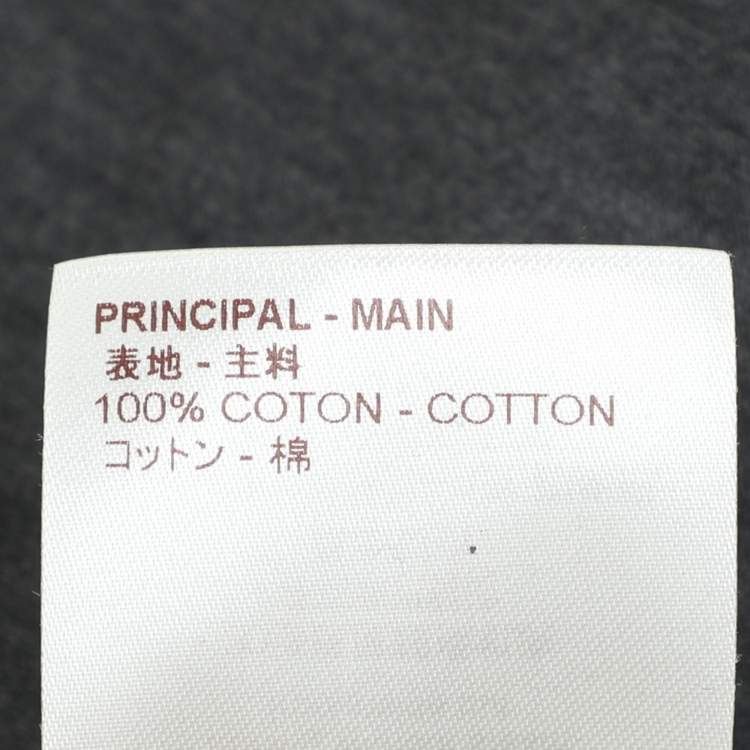 PRINCIPAL - MAIN
表地 - 主料
100% COTON - COTTON
コットン - 棉